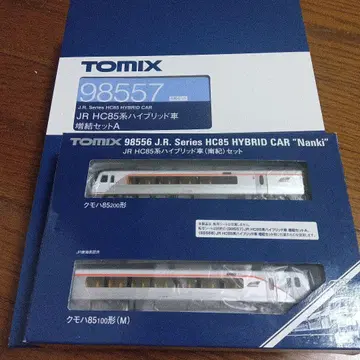 TOMIX
98557
J.R. Series HC85 HYBRID CAR
JR HC85系ハイブリッド車
増結セットA
TOMIX 98556 J.R. Series HC85 HYBRID CAR "Nanki"
JR HC85系ハイブリッド車(南紀)セット
クモハ85200形
クモハ85100形(M)